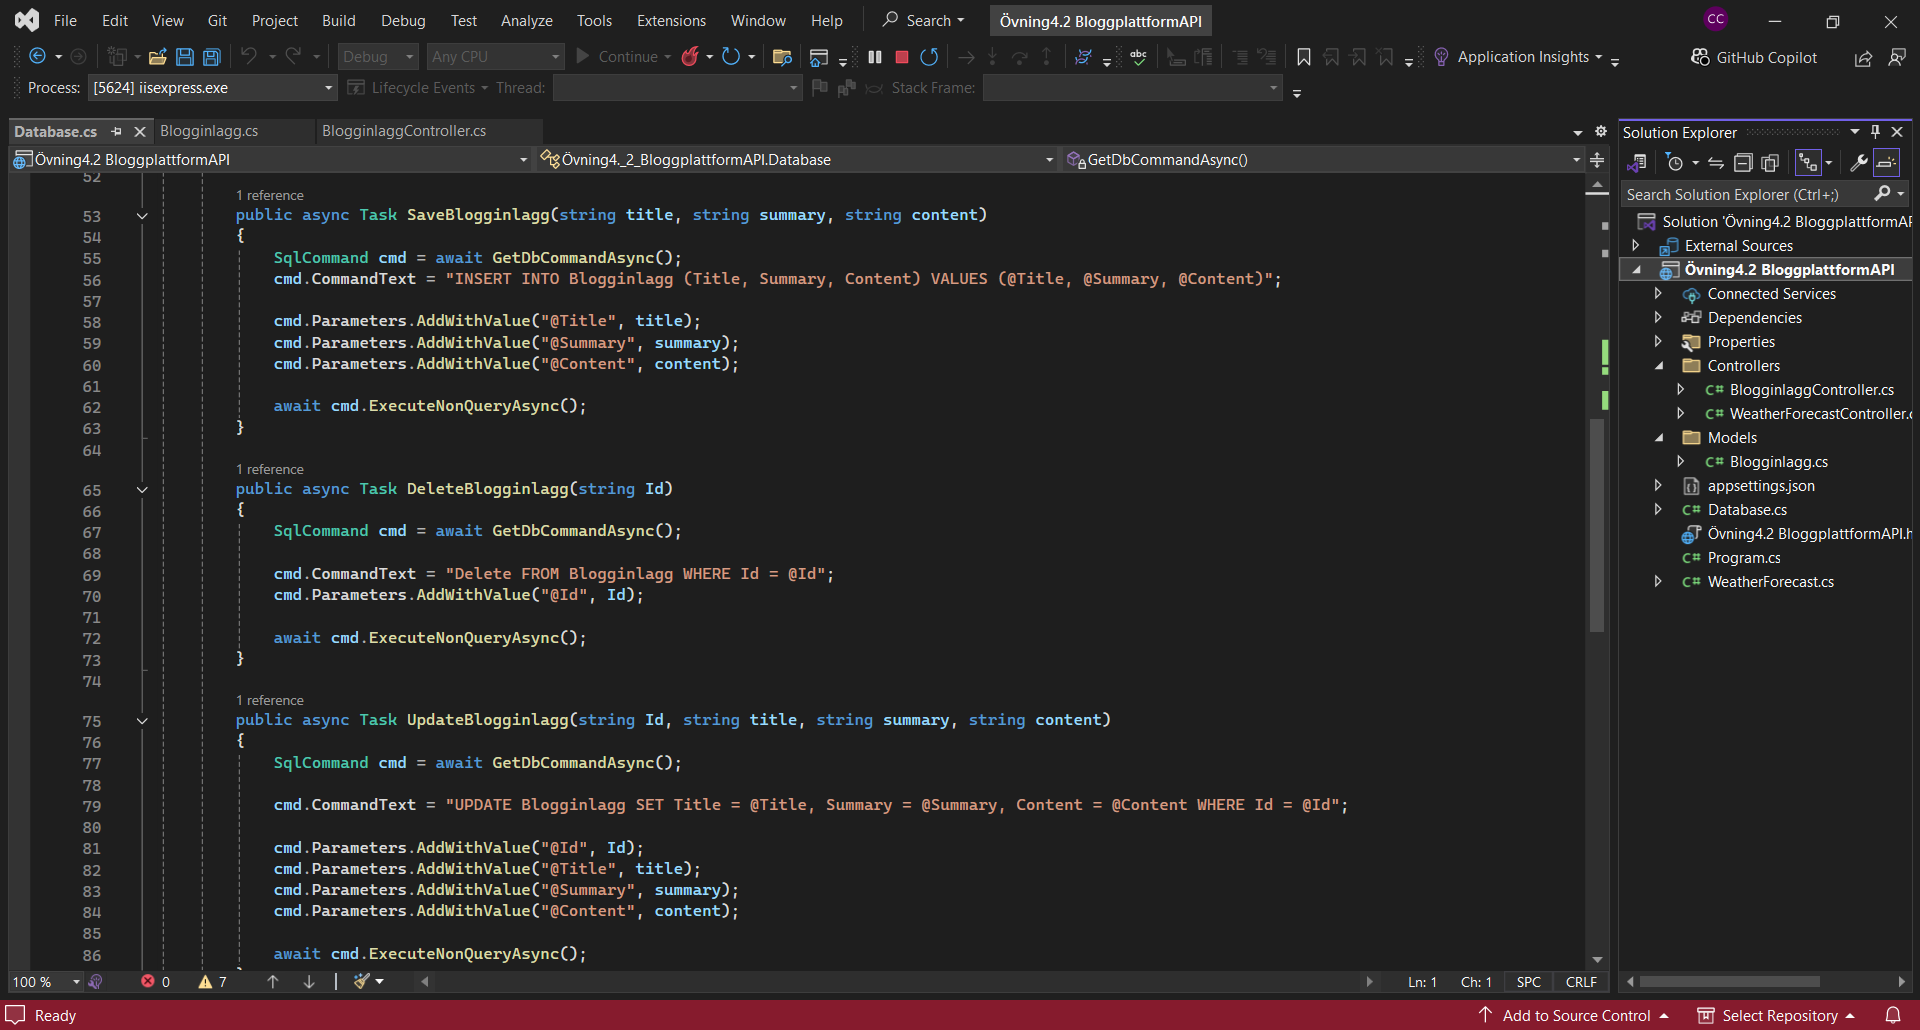 File Edit View Git Project Build Debug Test Analyze Tools Extensions Window Help Search Övning4.2 BloggplattformAPI CC
Debug Any CPU Continue Application Insights GitHub Copilot
Process: [5624] iisexpress.exe Lifecycle Events Thread: Stack Frame:
Database.cs Blogginlagg.cs BlogginlaggController.cs
Övning4.2 BloggplattformAPI Övning4._2_BloggplattformAPI.Database GetDbCommandAsync()
52
1 reference
53 public async Task SaveBlogginlagg(string title, string summary, string content)
54 {
55 SqlCommand cmd = await GetDbCommandAsync();
56 cmd.CommandText = "INSERT INTO Blogginlagg (Title, Summary, Content) VALUES (@Title, @Summary, @Content)";
57
58 cmd.Parameters.AddWithValue("@Title", title);
59 cmd.Parameters.AddWithValue("@Summary", summary);
60 cmd.Parameters.AddWithValue("@Content", content);
61
62 await cmd.ExecuteNonQueryAsync();
63 }
64
1 reference
65 public async Task DeleteBlogginlagg(string Id)
66 {
67 SqlCommand cmd = await GetDbCommandAsync();
68
69 cmd.CommandText = "Delete FROM Blogginlagg WHERE Id = @Id";
70 cmd.Parameters.AddWithValue("@Id", Id);
71
72 await cmd.ExecuteNonQueryAsync();
73 }
74
1 reference
75 public async Task UpdateBlogginlagg(string Id, string title, string summary, string content)
76 {
77 SqlCommand cmd = await GetDbCommandAsync();
78
79 cmd.CommandText = "UPDATE Blogginlagg SET Title = @Title, Summary = @Summary, Content = @Content WHERE Id = @Id";
80
81 cmd.Parameters.AddWithValue("@Id", Id);
82 cmd.Parameters.AddWithValue("@Title", title);
83 cmd.Parameters.AddWithValue("@Summary", summary);
84 cmd.Parameters.AddWithValue("@Content", content);
85
86 await cmd.ExecuteNonQueryAsync();
100 % 0 7 Ln: 1 Ch: 1 SPC CRLF
Solution Explorer
Search Solution Explorer (Ctrl+;)
Solution 'Övning4.2 BloggplattformAP
External Sources
Övning4.2 BloggplattformAPI
Connected Services
Dependencies
Properties
Controllers
C# BlogginlaggController.cs
C# WeatherForecastController.c
Models
C# Blogginlagg.cs
appsettings.json
C# Database.cs
Övning4.2 BloggplattformAPI.h
C# Program.cs
C# WeatherForecast.cs
Ready Add to Source Control Select Repository